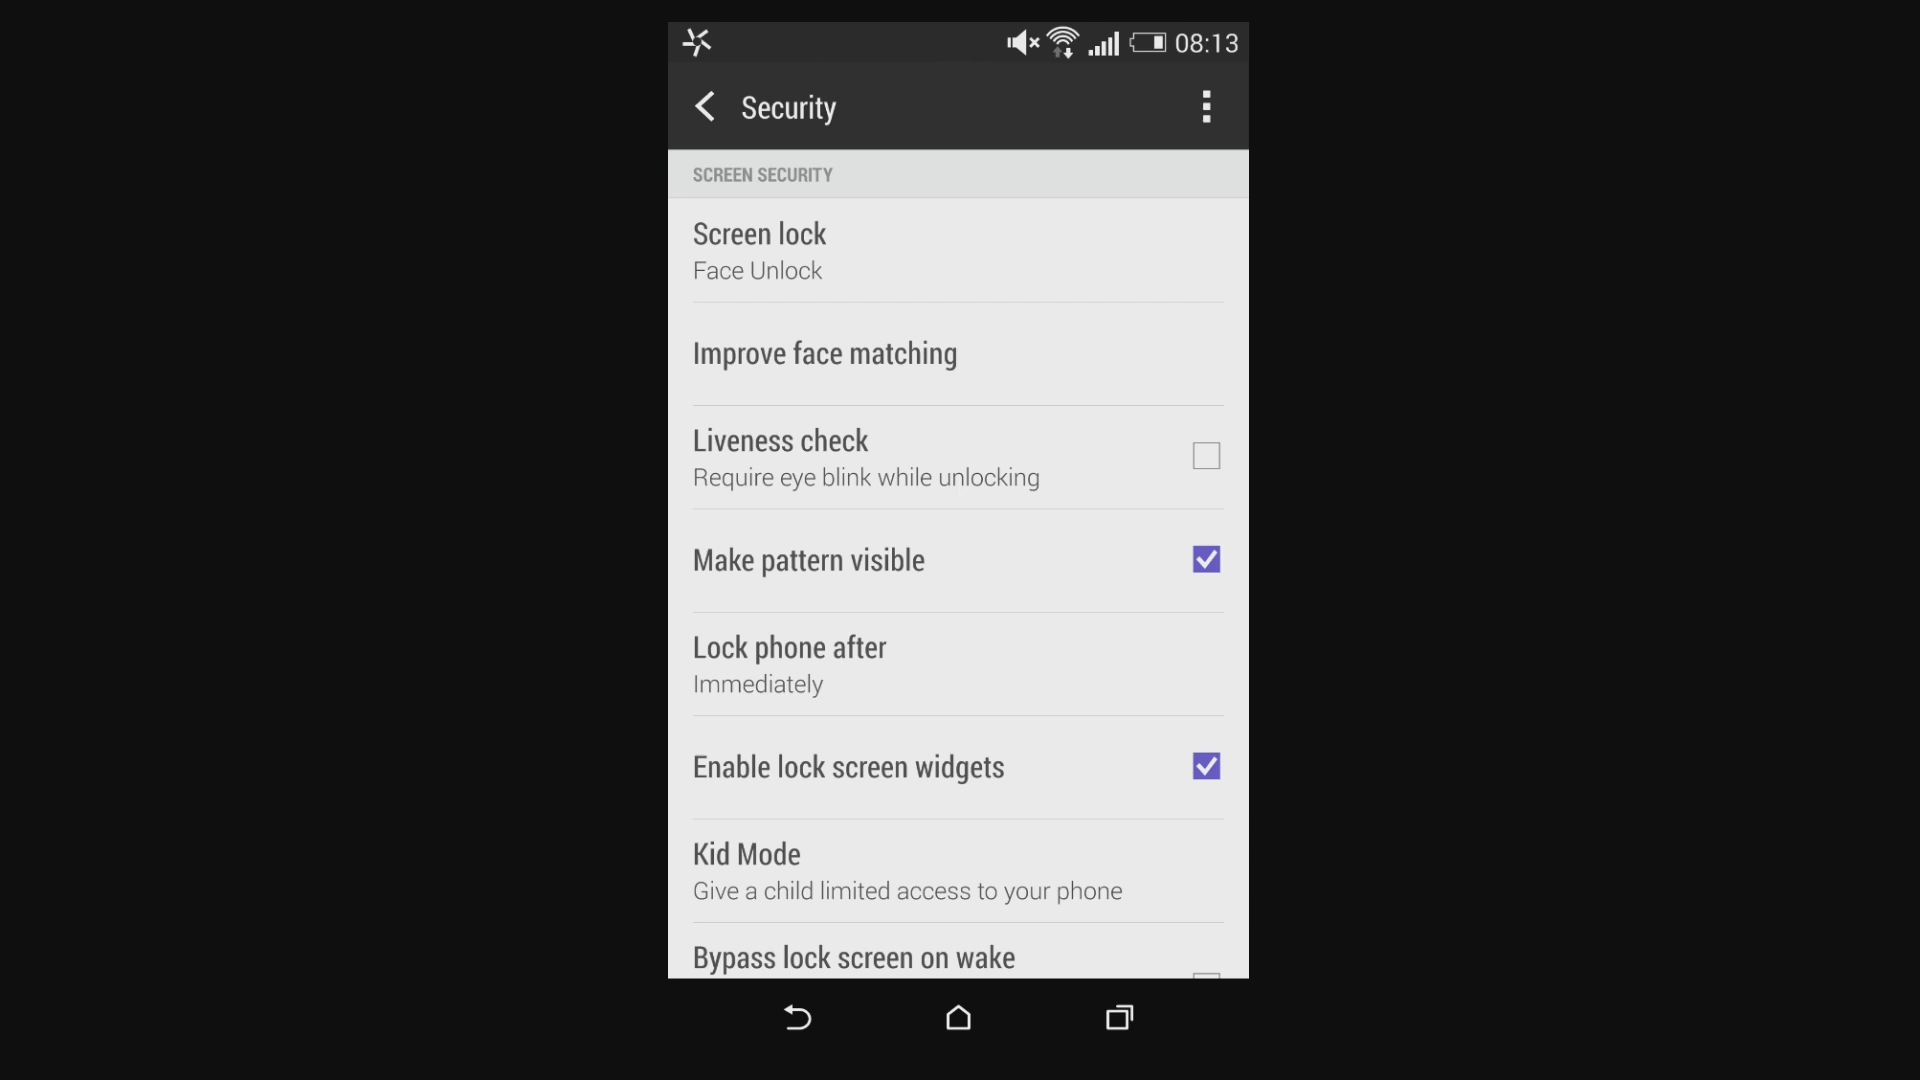 08:13
Security
SCREEN SECURITY
Screen lock
Face Unlock
Improve face matching
Liveness check
Require eye blink while unlocking
Make pattern visible
Lock phone after
Immediately
Enable lock screen widgets
Kid Mode
Give a child limited access to your phone
Bypass lock screen on wake